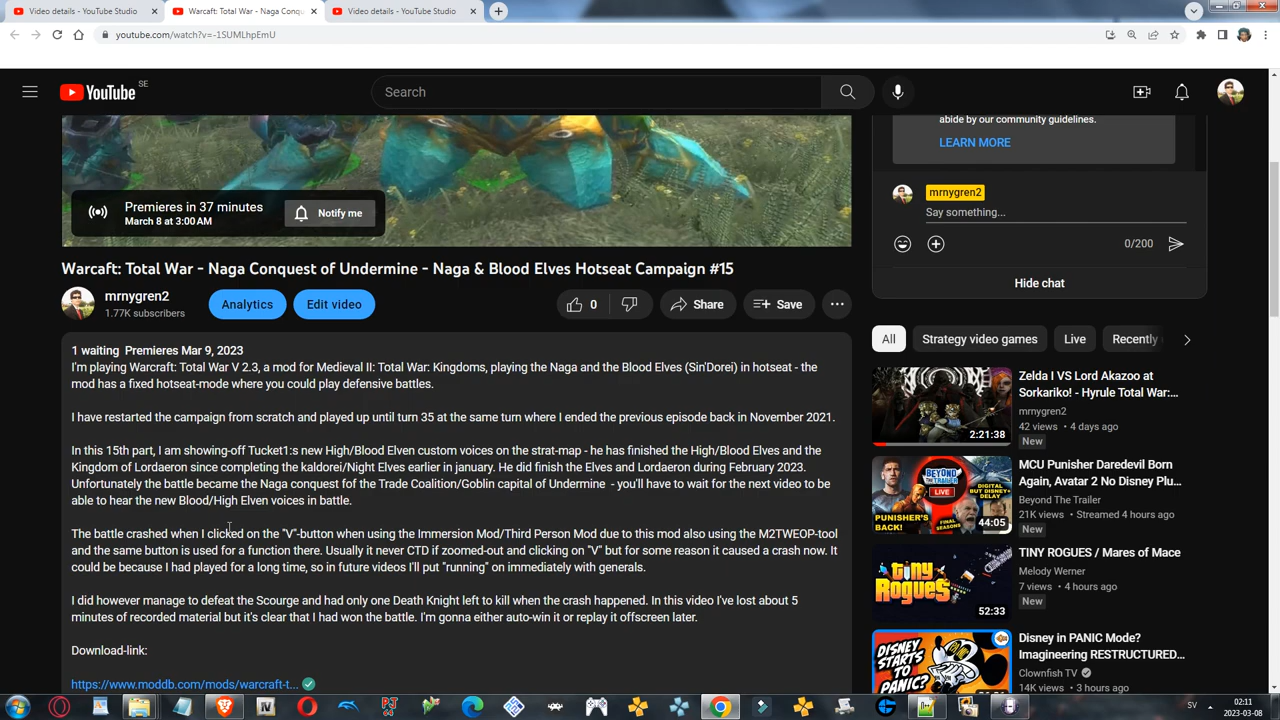 Video details - YouTube Studio
Warcraft: Total War - Naga Conqu
Video details - YouTube Studio
youtube.com/watch?v=-1SUMLhpEmU
YouTube SE
Search
abide by our community guidelines.
LEARN MORE
mrnygren2
Say something...
0/200
Hide chat
Premieres in 37 minutes
March 8 at 3:00 AM
Notify me
Warcaft: Total War - Naga Conquest of Undermine - Naga & Blood Elves Hotseat Campaign #15
mrnygren2
1.77K subscribers
Analytics
Edit video
0
Share
Save
1 waiting Premieres Mar 9, 2023
I'm playing Warcraft: Total War V 2.3, a mod for Medieval II: Total War: Kingdoms, playing the Naga and the Blood Elves (Sin'Dorei) in hotseat - the
mod has a fixed hotseat-mode where you could play defensive battles.
I have restarted the campaign from scratch and played up until turn 35 at the same turn where I ended the previous episode back in November 2021.
In this 15th part, I am showing-off Tucket1:s new High/Blood Elven custom voices on the strat-map - he has finished the High/Blood Elves and the
Kingdom of Lordaeron since completing the kaldorei/Night Elves earlier in january. He did finish the Elves and Lordaeron during February 2023.
Unfortunately the battle became the Naga conquest fof the Trade Coalition/Goblin capital of Undermine - you'll have to wait for the next video to be
able to hear the new Blood/High Elven voices in battle.
The battle crashed when I clicked on the "V"-button when using the Immersion Mod/Third Person Mod due to this mod also using the M2TWEOP-tool
and the same button is used for a function there. Usually it never CTD if zoomed-out and clicking on "V" but for some reason it caused a crash now. It
could be because I had played for a long time, so in future videos I'll put "running" on immediately with generals.
I did however manage to defeat the Scourge and had only one Death Knight left to kill when the crash happened. In this video I've lost about 5
minutes of recorded material but it's clear that I had won the battle. I'm gonna either auto-win it or replay it offscreen later.
Download-link:
https://www.moddb.com/mods/warcraft-t...
All
Strategy video games
Live
Recently
Zelda I VS Lord Akazoo at
Sorkariko! - Hyrule Total War:...
mrnygren2
42 views • 4 days ago
New
2:21:38
MCU Punisher Daredevil Born
Again, Avatar 2 No Disney Plu...
Beyond The Trailer
21K views • Streamed 4 hours ago
New
BEYOND THE TRAILER
LIVE
DIGITAL BUT DISNEY+ DELAY
FINAL SEASONS
PUNISHER'S BACK!
44:05
TINY ROGUES / Mares of Mace
Melody Werner
7 views • 4 hours ago
New
TINY Rogues
52:33
Disney in PANIC Mode?
Imagineering RESTRUCTURED...
Clownfish TV
14K views • 3 hours ago
DISNEY STARTS TO PANIC?
SV
02:11
2023-03-08